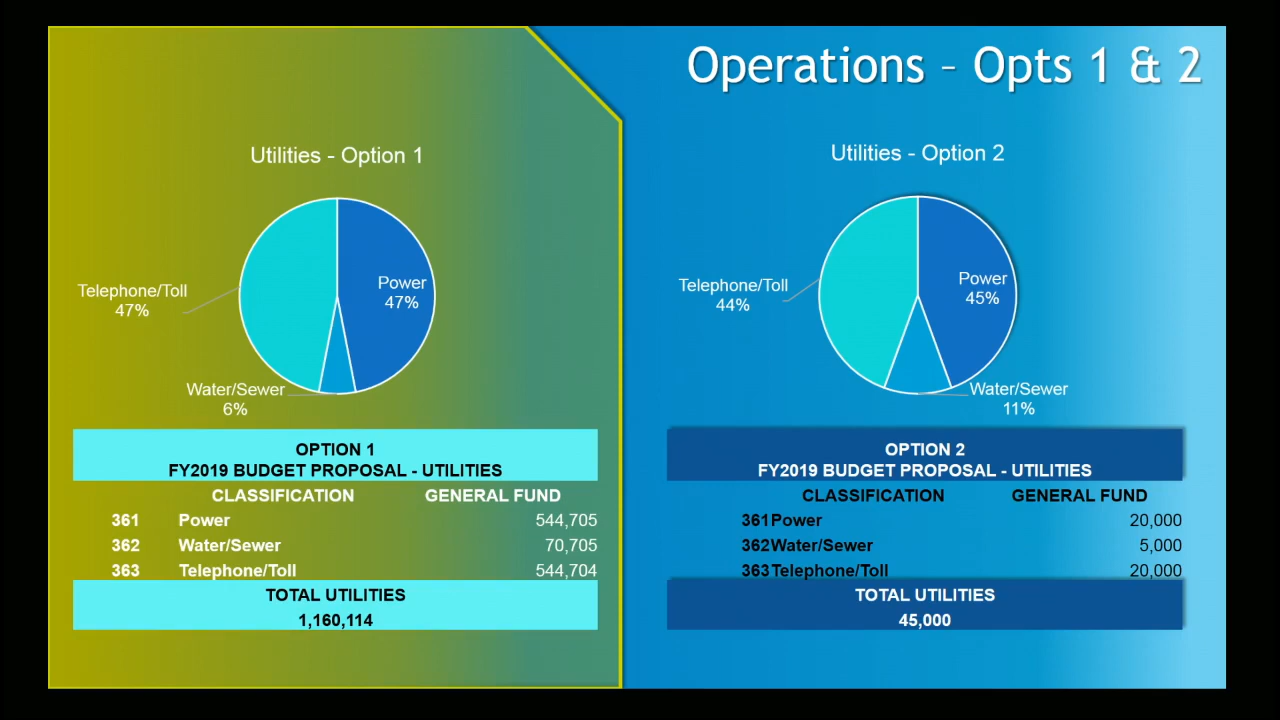 Operations – Opts 1 & 2
Utilities - Option 1
Telephone/Toll
47%
Power
47%
Water/Sewer
6%
OPTION 1
FY2019 BUDGET PROPOSAL - UTILITIES
CLASSIFICATION GENERAL FUND
361 Power 544,705
362 Water/Sewer 70,705
363 Telephone/Toll 544,704
TOTAL UTILITIES
1,160,114
Utilities - Option 2
Telephone/Toll
44%
Power
45%
Water/Sewer
11%
OPTION 2
FY2019 BUDGET PROPOSAL - UTILITIES
CLASSIFICATION GENERAL FUND
361Power 20,000
362Water/Sewer 5,000
363Telephone/Toll 20,000
TOTAL UTILITIES
45,000